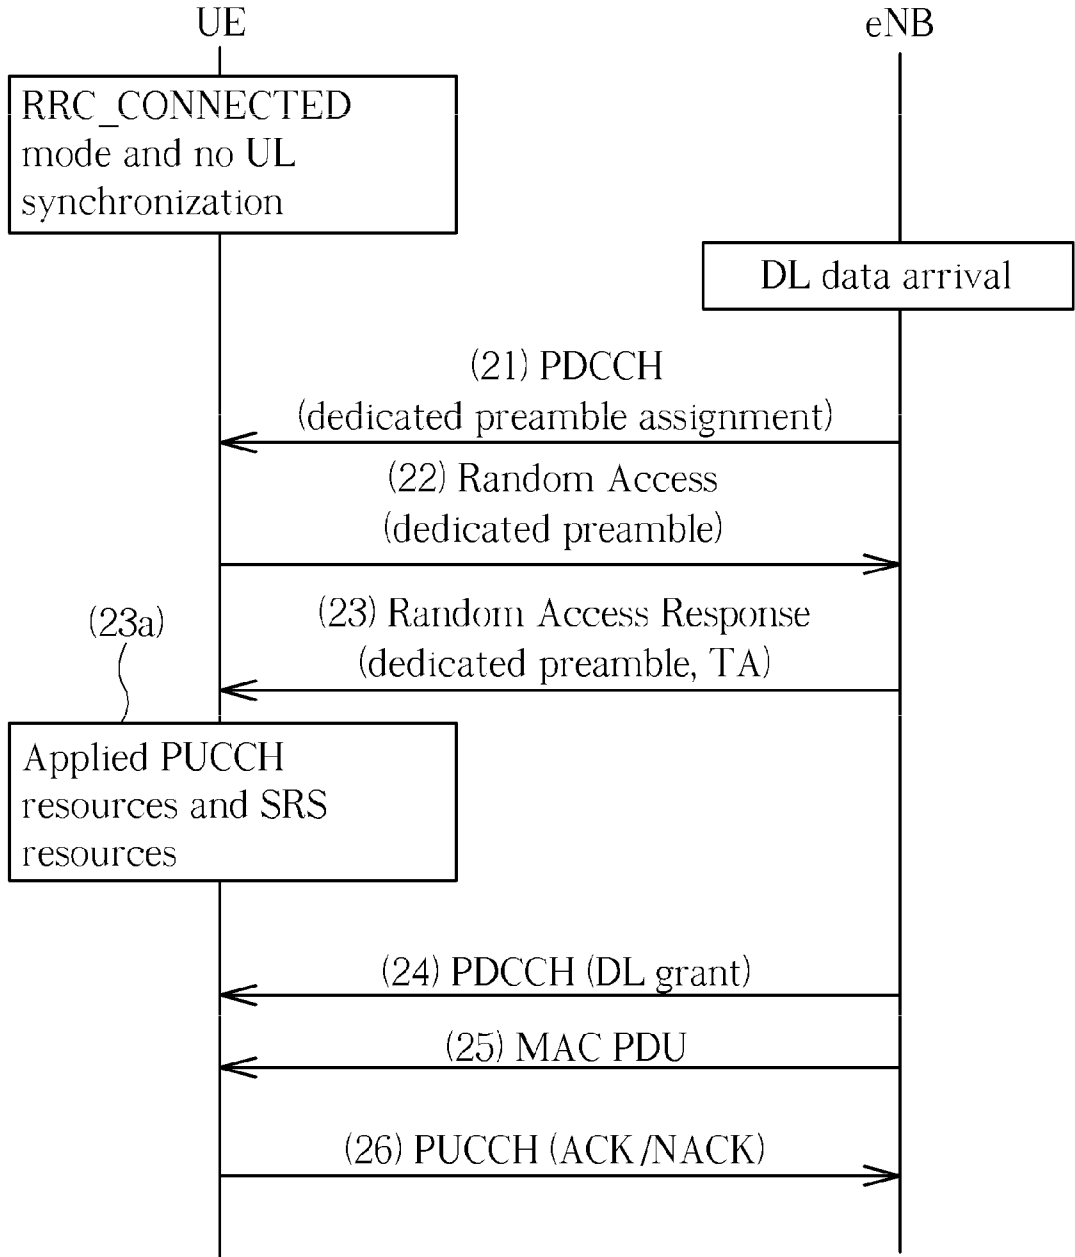 UE
eNB
RRC_CONNECTED
mode and no UL
synchronization
DL data arrival
(21) PDCCH
(dedicated preamble assignment)
(22) Random Access
(dedicated preamble)
(23) Random Access Response
(dedicated preamble, TA)
(23a)
Applied PUCCH
resources and SRS
resources
(24) PDCCH (DL grant)
(25) MAC PDU
(26) PUCCH (ACK/NACK)